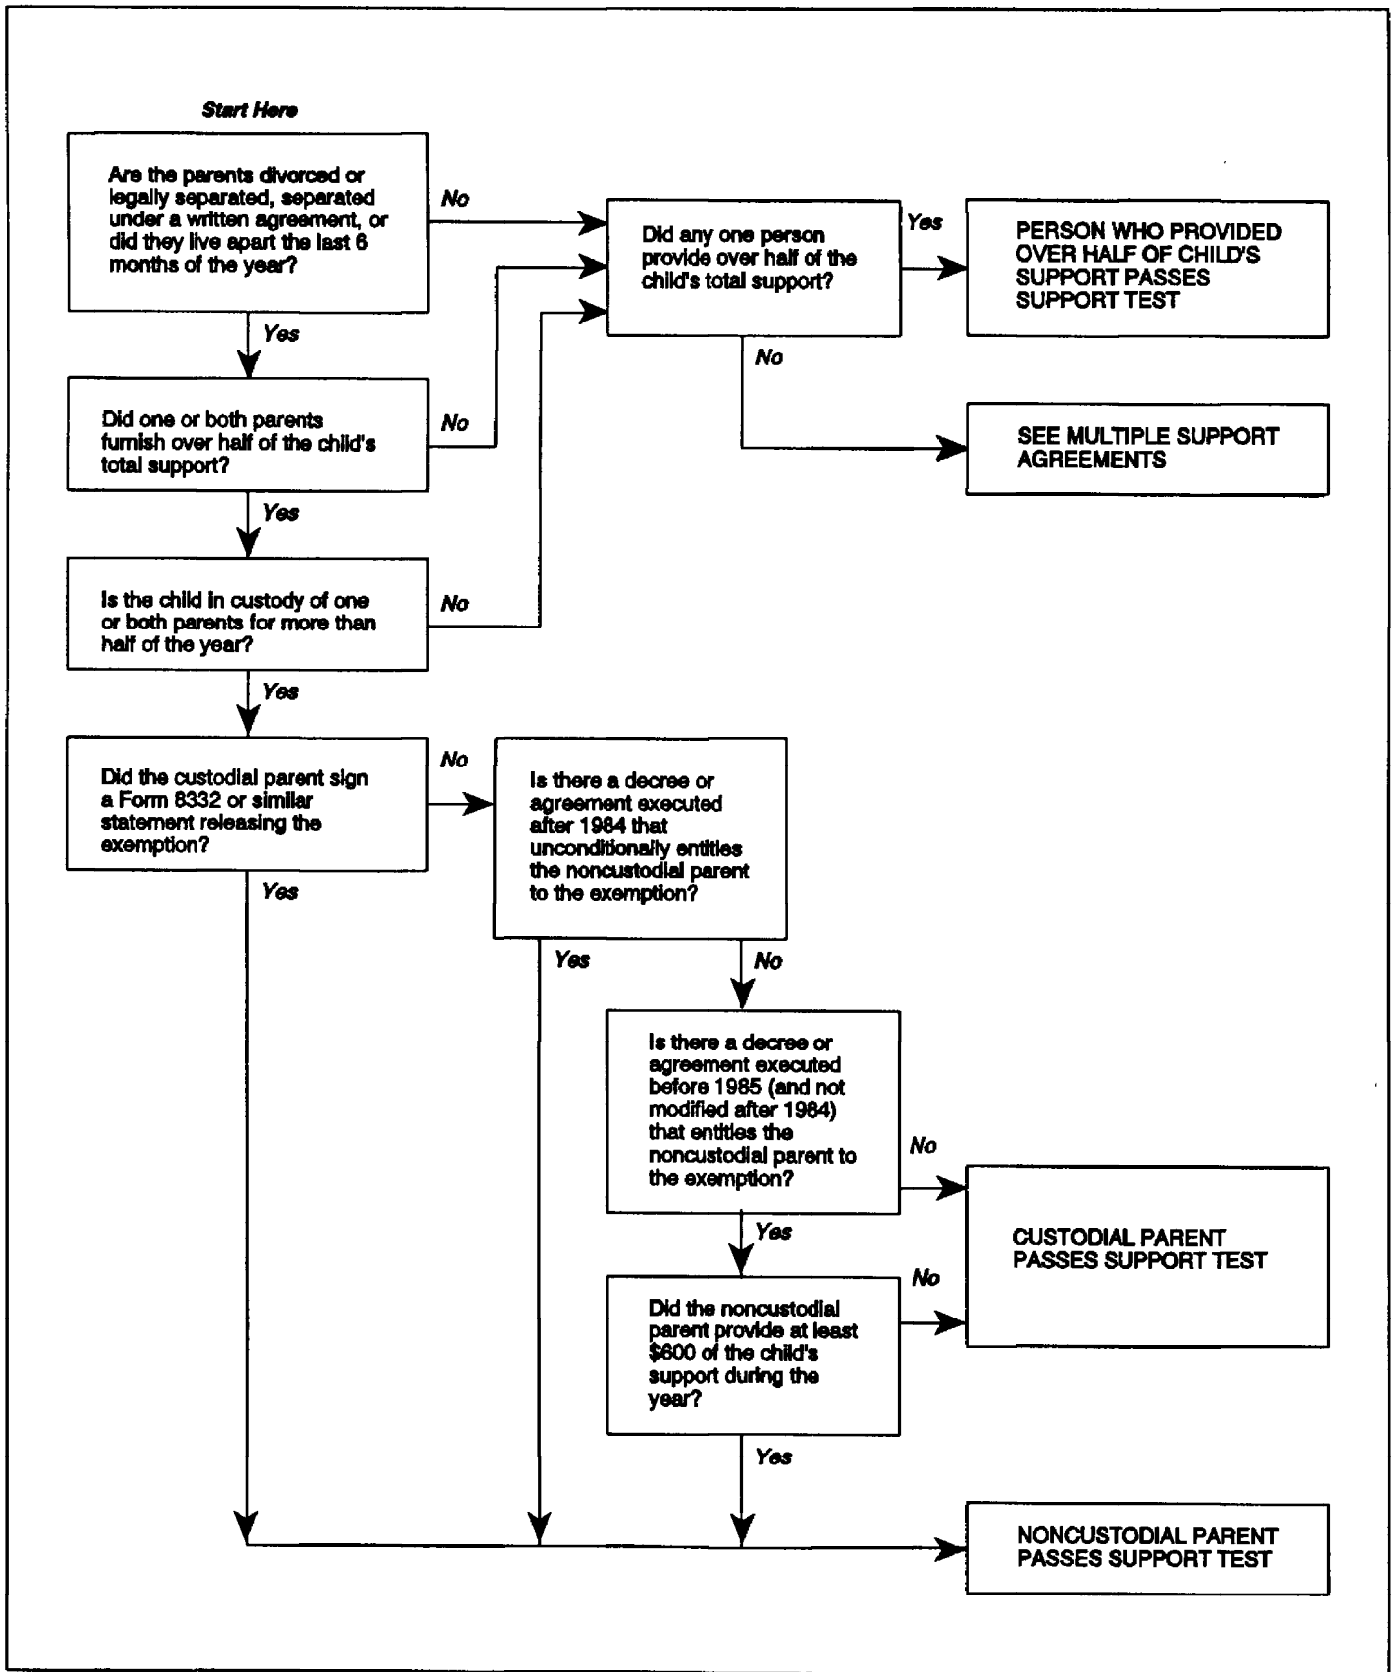 Start Here
Are the parents divorced or
legally separated, separated
under a written agreement, or
did they live apart the last 6
months of the year?
No
Yes
Did any one person
provide over half of the
child's total support?
Yes
No
PERSON WHO PROVIDED
OVER HALF OF CHILD'S
SUPPORT PASSES
SUPPORT TEST
SEE MULTIPLE SUPPORT
AGREEMENTS
Did one or both parents
furnish over half of the child's
total support?
No
Yes
Is the child in custody of one
or both parents for more than
half of the year?
No
Yes
Did the custodial parent sign
a Form 8332 or similar
statement releasing the
exemption?
No
Yes
Is there a decree or
agreement executed
after 1984 that
unconditionally entitles
the noncustodial parent
to the exemption?
Yes
No
Is there a decree or
agreement executed
before 1985 (and not
modified after 1984)
that entitles the
noncustodial parent to
the exemption?
No
Yes
CUSTODIAL PARENT
PASSES SUPPORT TEST
Did the noncustodial
parent provide at least
$600 of the child's
support during the
year?
No
Yes
NONCUSTODIAL PARENT
PASSES SUPPORT TEST